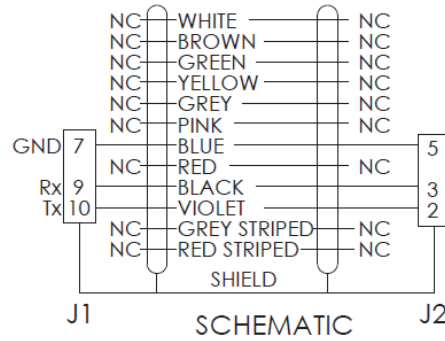 NC WHITE NC
NC BROWN NC
NC GREEN NC
NC YELLOW NC
NC GREY NC
NC PINK NC
GND 7 BLUE 5
NC RED NC
Rx 9 BLACK 3
Tx 10 VIOLET 2
NC GREY STRIPED NC
NC RED STRIPED NC
SHIELD
J1 J2
SCHEMATIC